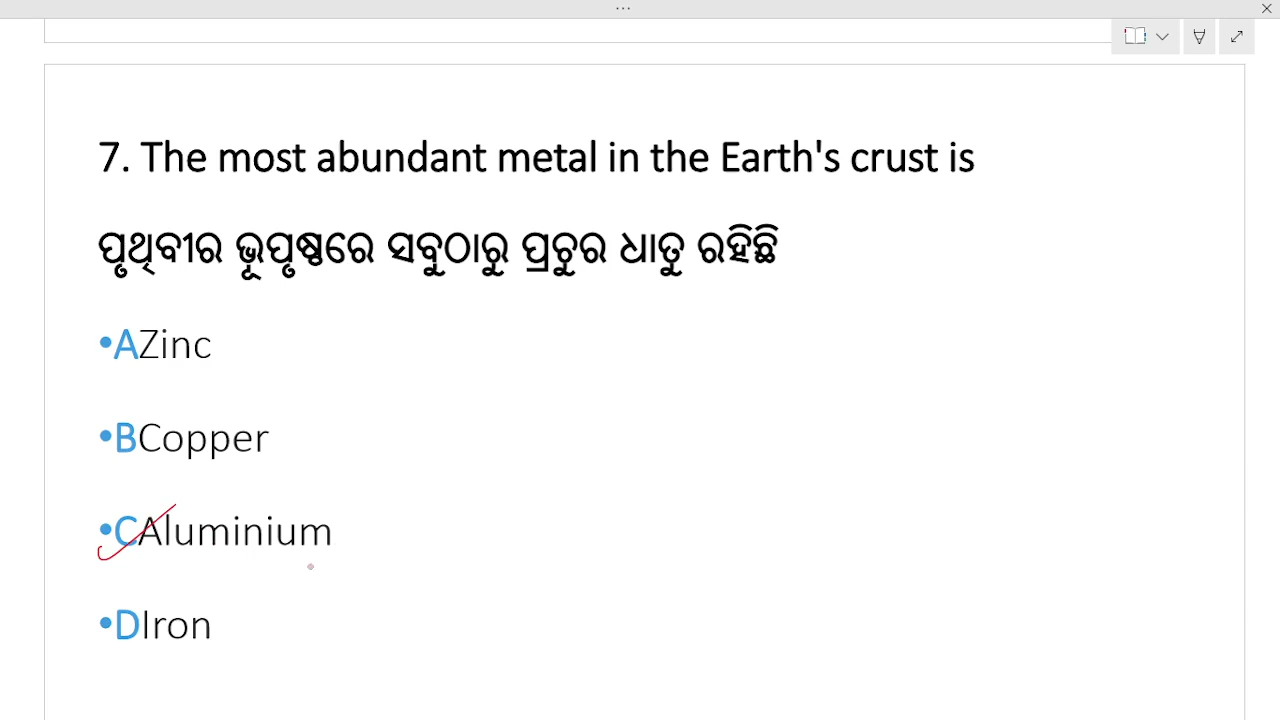 7. The most abundant metal in the Earth's crust is
ପୃଥିବୀର ଭୂପୃଷ୍ଠରେ ସବୁଠାରୁ ପ୍ରଚୁର ଧାତୁ ରହିଛି
•AZinc
•BCopper
•CAluminium
•DIron